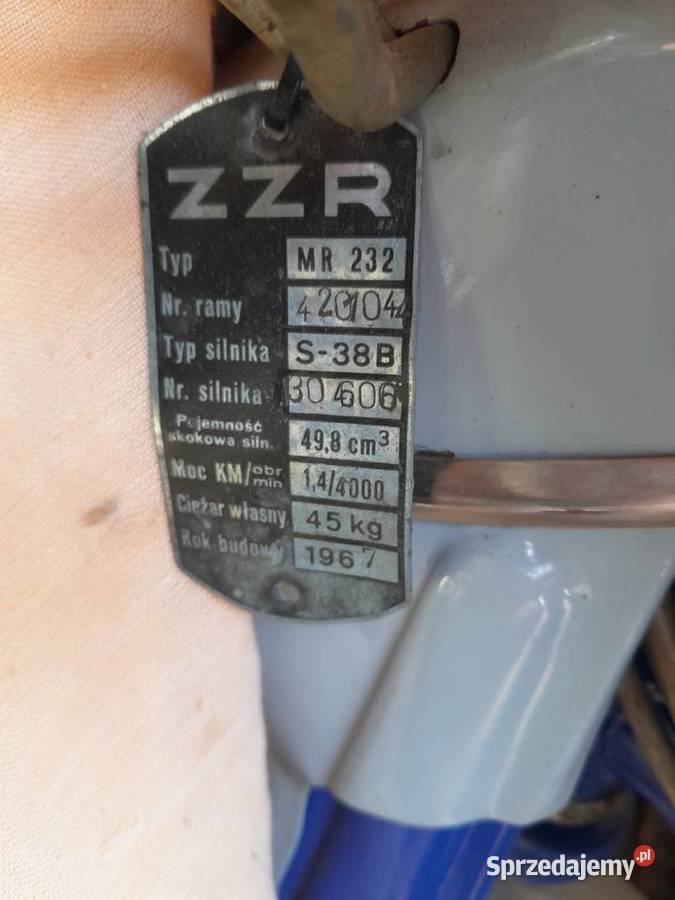 ZZR
Typ MR 232
Nr. ramy 420104
Typ silnika S-38B
Nr. silnika 304606
Pojemność
skokowa siln. 49,8 cm³
Moc KM/obr min 1,4/4000
Ciężar własny 45 kg
Rok budowy 1967
Sprzedajemy.pl